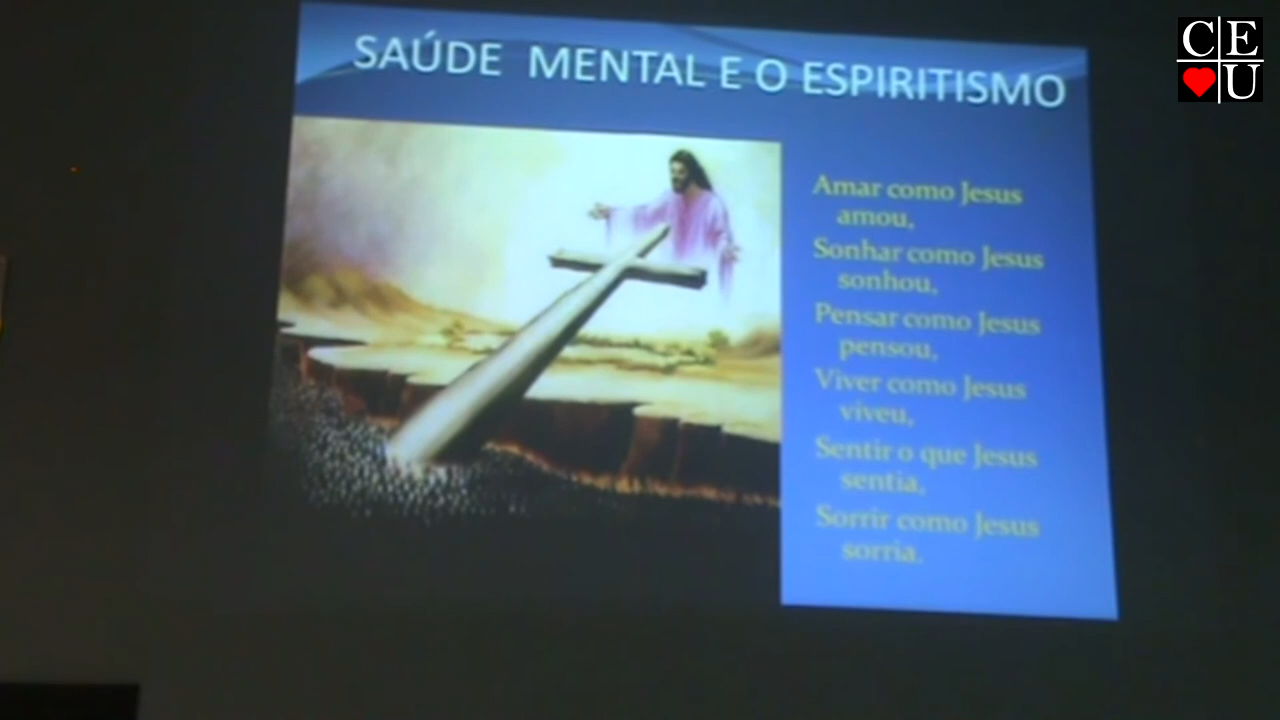 SAÚDE MENTAL E O ESPIRITISMO
C E
U
Amar como Jesus
amou,
Sonhar como Jesus
sonhou,
Pensar como Jesus
pensou,
Viver como Jesus
viveu,
Sentir o que Jesus
sentia,
Sorrir como Jesus
sorria.